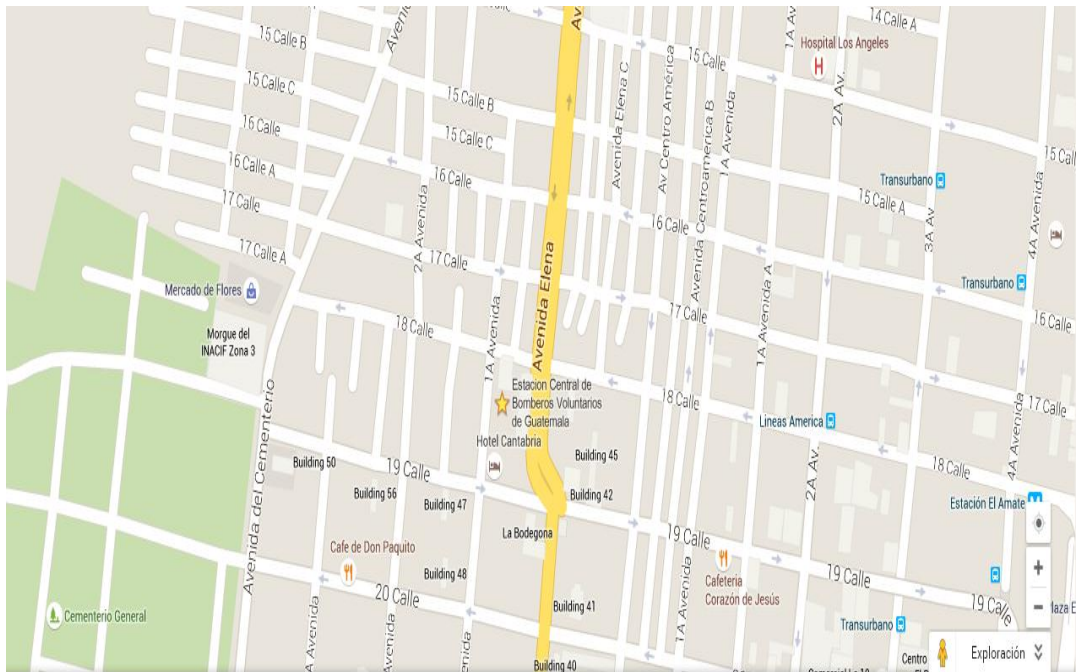 14 Calle A
15 Calle B
Hospital Los Angeles
15 Calle
15 Calle C
15 Calle B
16 Calle
15 Calle C
Avenida Elena C
Av Centro América
Avenida Centroamerica B
1A Avenida
1A Av
2A Av.
15 Calle
16 Calle A
16 Calle
Transurbano
15 Calle A
17 Calle
2A Avenida
16 Calle
3A Av
4A Avenida
17 Calle A
17 Calle
Avenida Elena
Mercado de Flores
Transurbano
1A Avenida A
17 Calle
16 Calle
18 Calle
Morgue del
INACIF Zona 3
1A Avenida
Estacion Central de
Bomberos Voluntarios
de Guatemala
18 Calle
17 Calle
Lineas America
Hotel Cantabria
Avenida del Cementerio
Building 50
19 Calle
Building 45
2A Av.
4A Avenida
18 Calle
Building 56
Building 47
Building 42
Estación El Amate
La Bodegona
19 Calle
Cafe de Don Paquito
Building 48
1A Avenida
Cafeteria
Corazón de Jesús
19 Calle
20 Calle
Building 41
19 Calle
Cementerio General
Transurbano
A Avenida
Building 40
Centro
Exploración